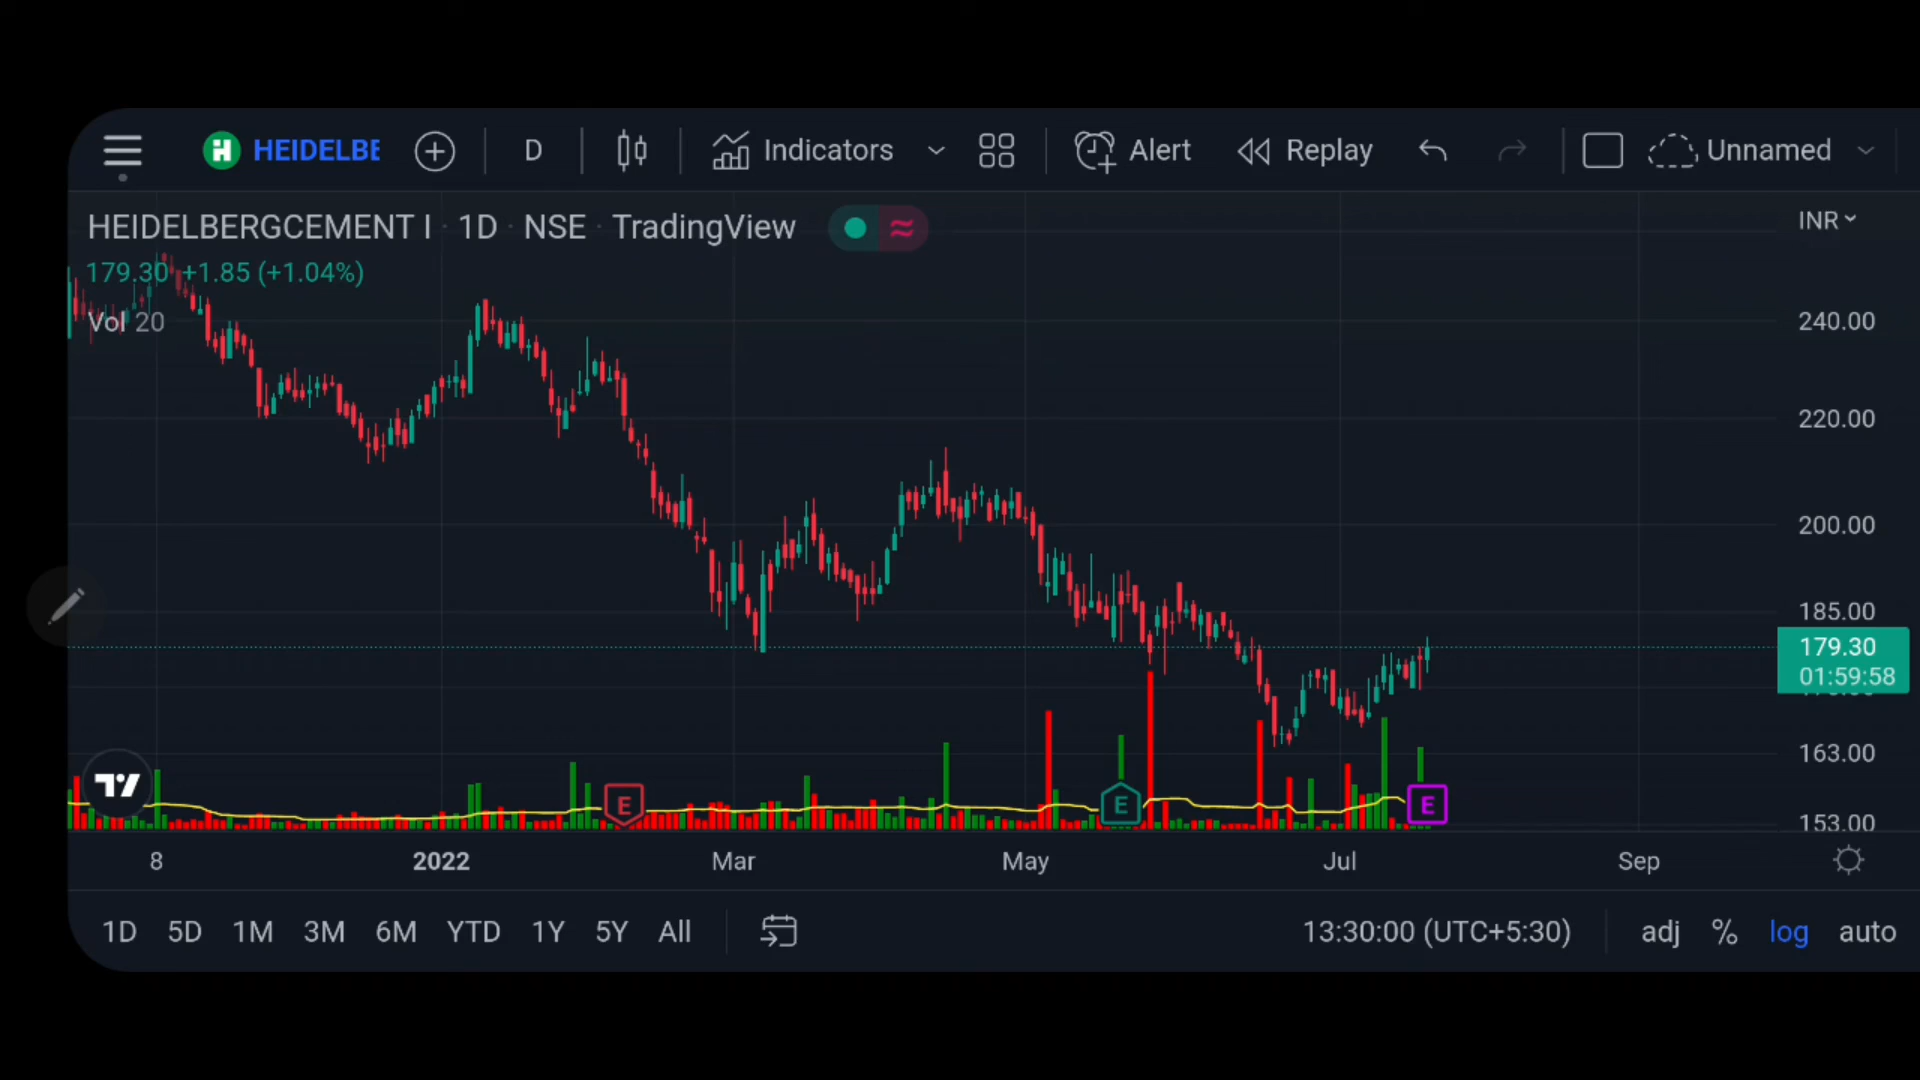 HEIDELBE D Indicators Alert Replay Unnamed
HEIDELBERGCEMENT I · 1D · NSE · TradingView
INR
179.30 +1.85 (+1.04%)
Vol 20
240.00
220.00
200.00
185.00
179.30
01:59:58
163.00
153.00
E E E
8 2022 Mar May Jul Sep
1D 5D 1M 3M 6M YTD 1Y 5Y All 13:30:00 (UTC+5:30) adj % log auto